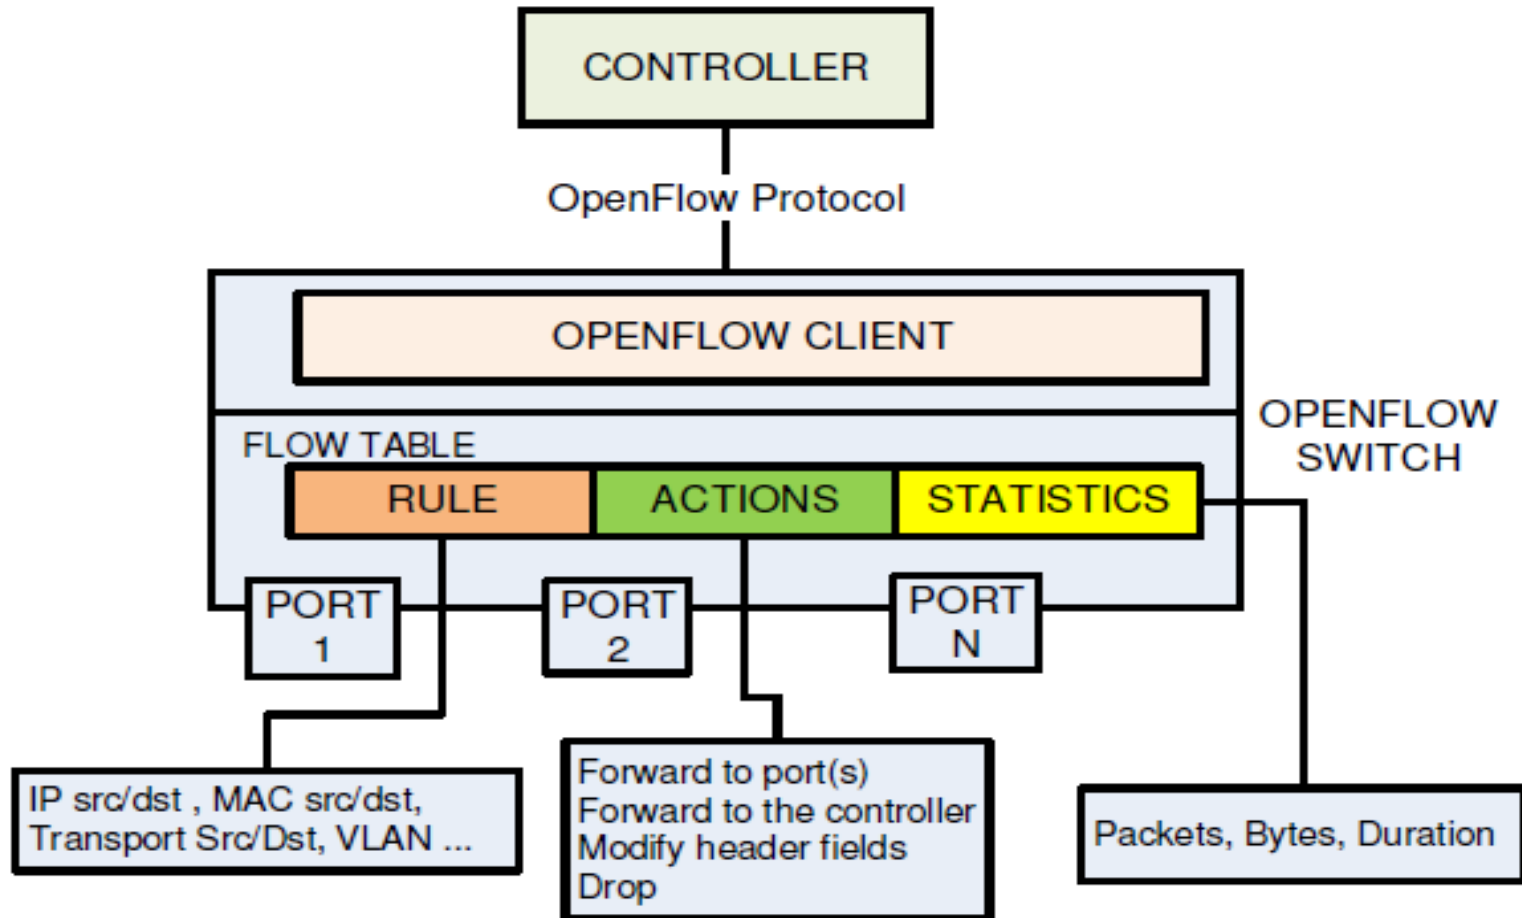 CONTROLLER
OpenFlow Protocol
OPENFLOW CLIENT
OPENFLOW
SWITCH
FLOW TABLE
RULE
ACTIONS
STATISTICS
PORT
1
PORT
2
PORT
N
IP src/dst , MAC src/dst,
Transport Src/Dst, VLAN ...
Forward to port(s)
Forward to the controller
Modify header fields
Drop
Packets, Bytes, Duration